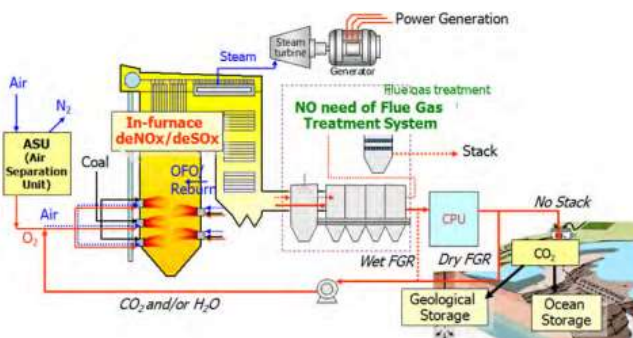 Power Generation
Steam
turbine
Generator
Steam
Air
N2
Flue gas treatment
NO need of Flue Gas
Treatment System
In-furnace
deNOx/deSOx
ASU
(Air
Separation
Unit)
Coal
OFO/
Reburn
Stack
Air
O2
CPU
No Stack
CO2
Wet FGR
Dry FGR
Geological
Storage
Ocean
Storage
CO2 and/or H2O